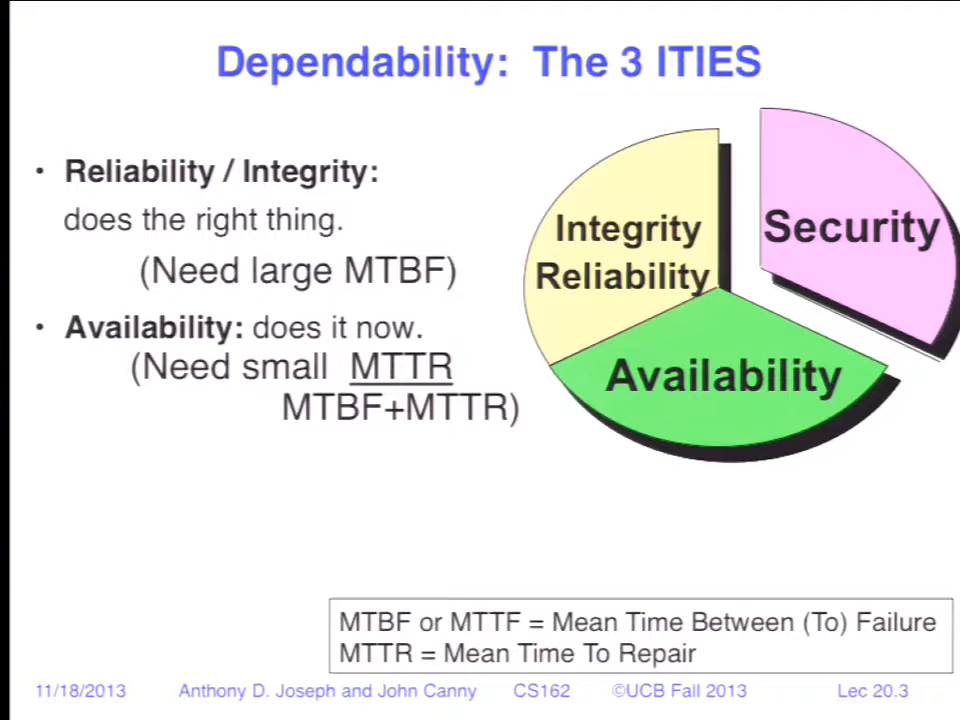 Dependability: The 3 ITIES
• Reliability / Integrity:
does the right thing.
(Need large MTBF)
• Availability: does it now.
(Need small MTTR
MTBF+MTTR)
Integrity
Reliability
Security
Availability
MTBF or MTTF = Mean Time Between (To) Failure
MTTR = Mean Time To Repair
11/18/2013 Anthony D. Joseph and John Canny CS162 ©UCB Fall 2013 Lec 20.3